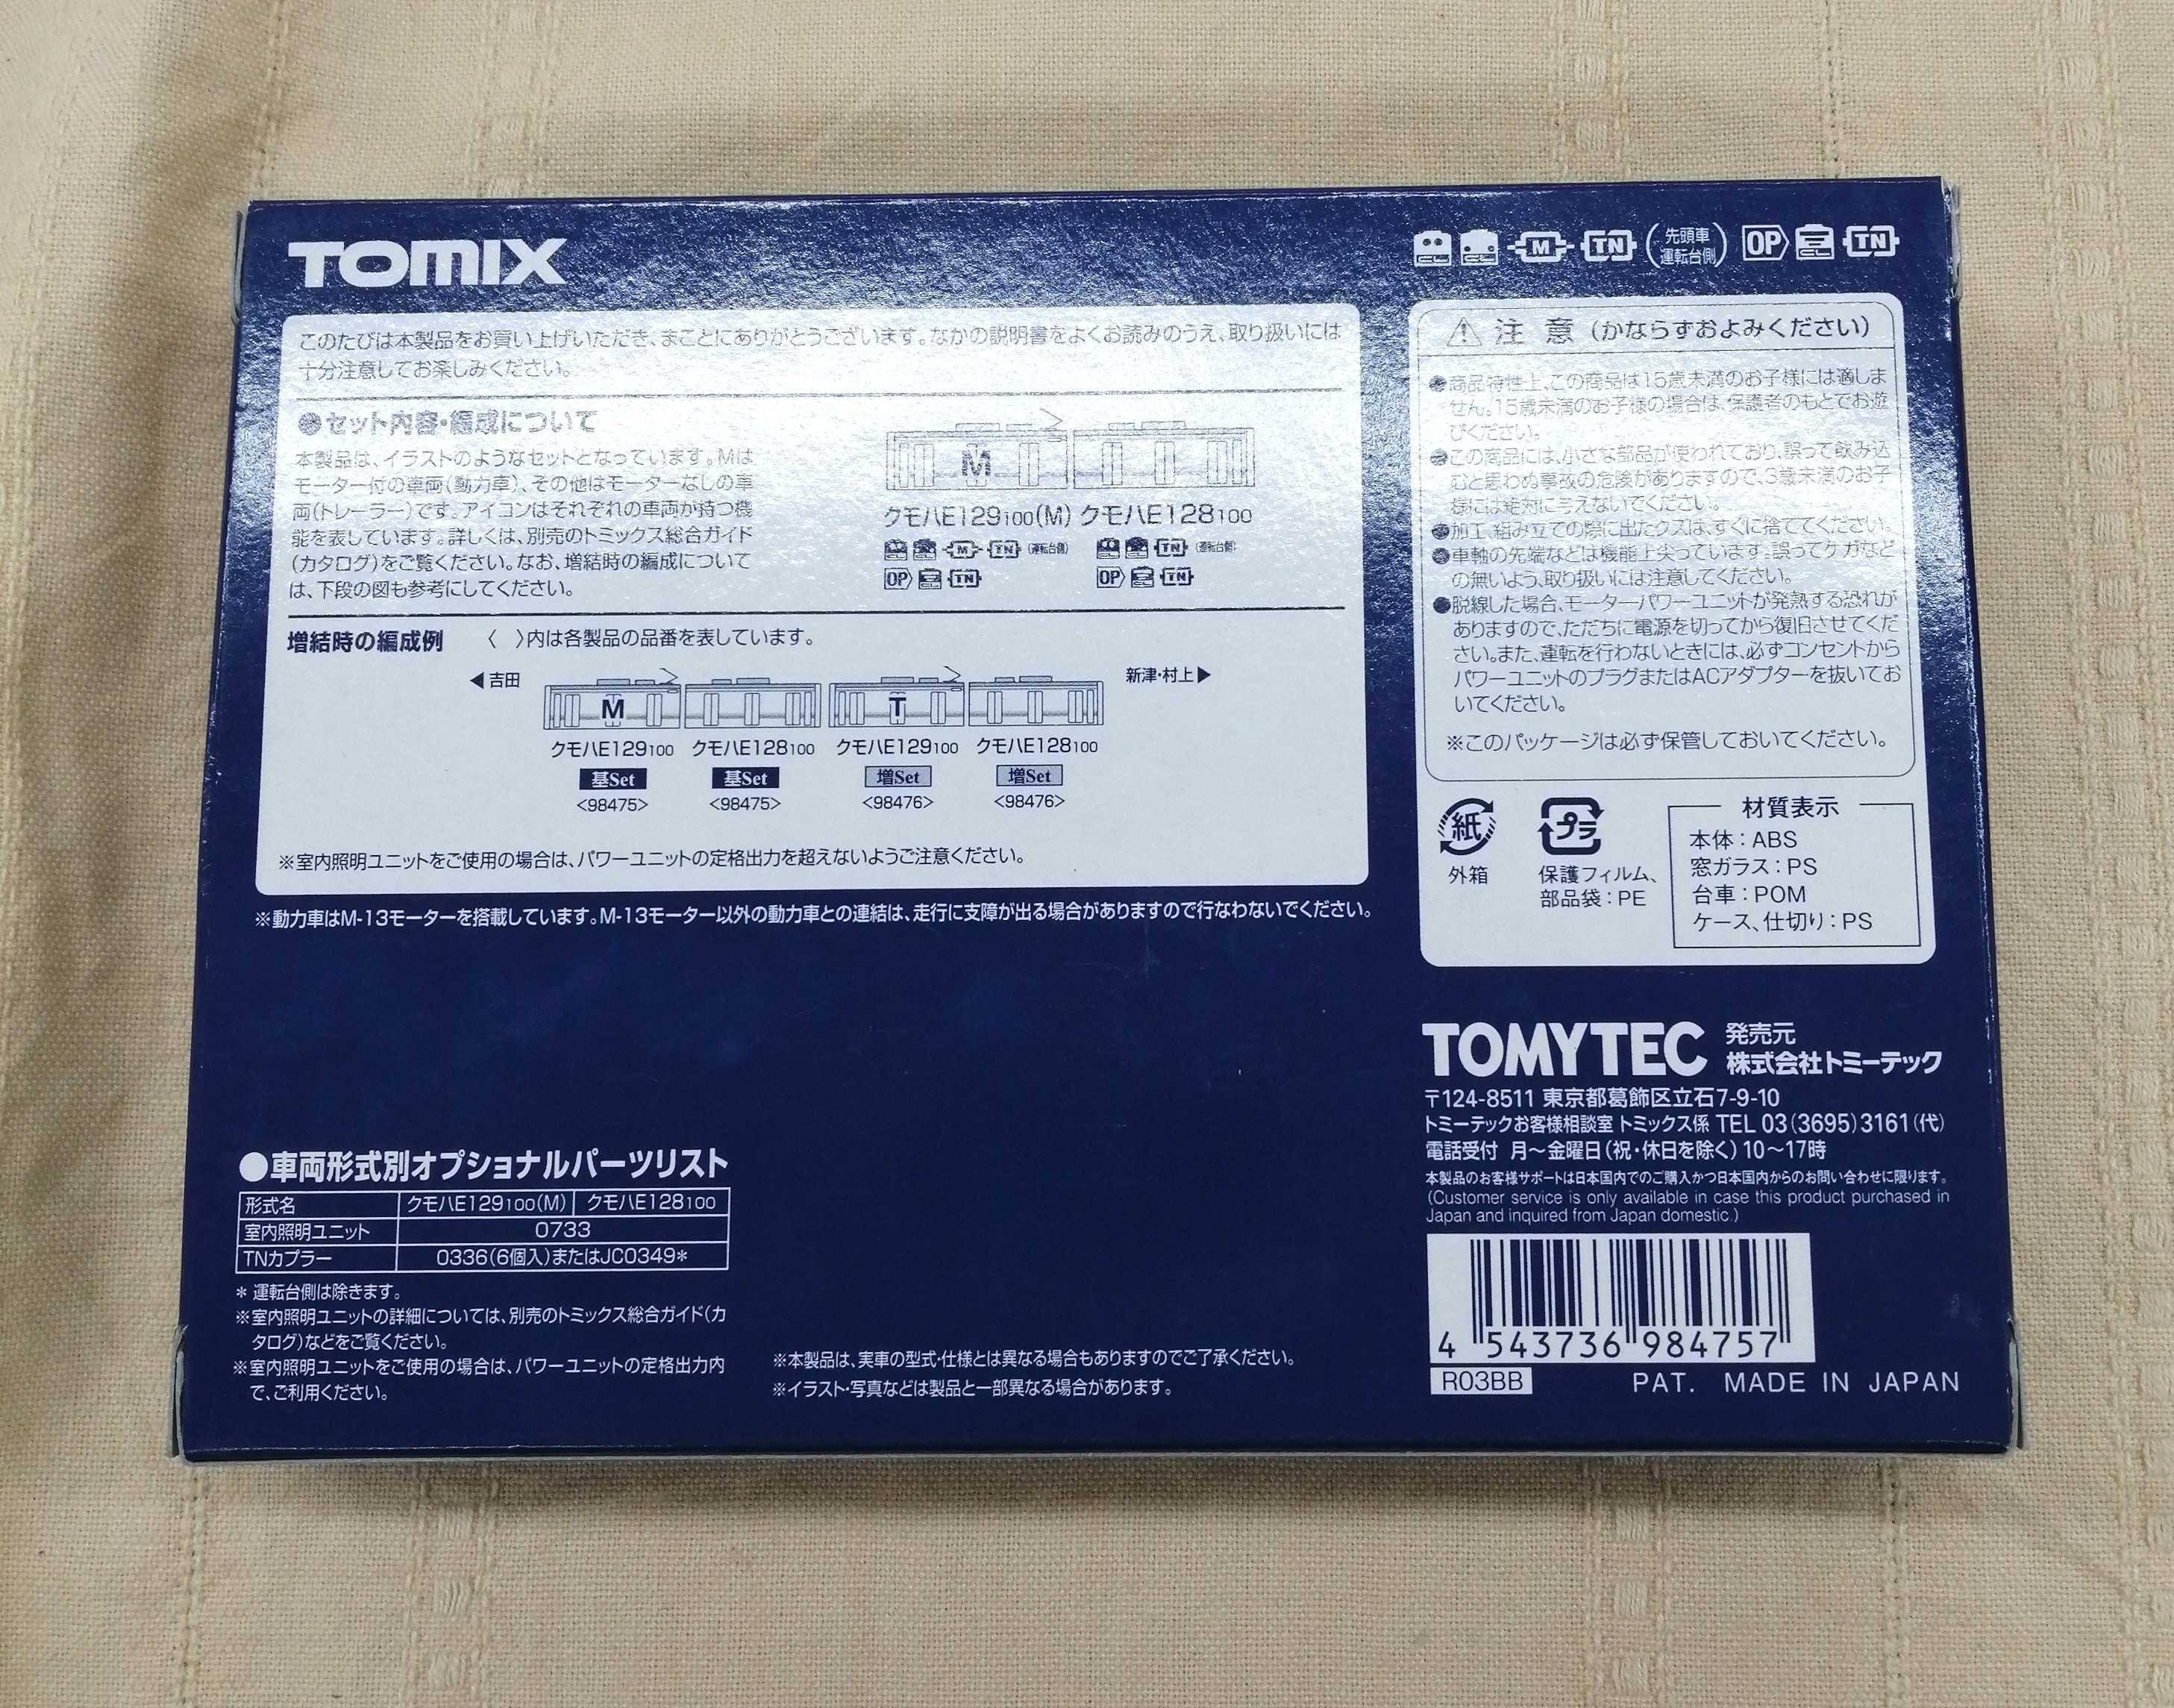 TOMIX
先頭車
運転台側
OP
TN
このたびは本製品をお買い上げいただき、まことにありがとうございます。なかの説明書をよくお読みのうえ、取り扱いには
十分注意してお楽しみください。
●セット内容・編成について
本製品は、イラストのようなセットとなっています。Mは
モーター付の車両(動力車)、その他はモーターなしの車
両(トレーラー)です。アイコンはそれぞれの車両が持つ機
能を表しています。詳しくは、別売のトミックス総合ガイド
(カタログ)をご覧ください。なお、増結時の編成について
は、下段の図も参考にしてください。
M
クモハE129100(M) クモハE128100
M TN (運転台側) TN (運転台側)
OP TN OP TN
増結時の編成例 〈 〉内は各製品の品番を表しています。
◀吉田 新津・村上▶
M T
クモハE129100 クモハE128100 クモハE129100 クモハE128100
基Set 基Set 増Set 増Set
<98475> <98475> <98476> <98476>
※室内照明ユニットをご使用の場合は、パワーユニットの定格出力を超えないようご注意ください。
※動力車はM-13モーターを搭載しています。M-13モーター以外の動力車との連結は、走行に支障が出る場合がありますので行なわないでください。
⚠注 意 (かならずおよみください)
●商品特性上、この商品は15歳未満のお子様には適しま
せん。15歳未満のお子様の場合は、保護者のもとでお遊
びください。
●この商品には、小さな部品が使われており、誤って飲み込
むと思わぬ事故の危険がありますので、3歳未満のお子
様には絶対に与えないでください。
●加工、組み立ての際に出たクズは、すぐに捨ててください。
●車軸の先端などは機能上尖っています。誤ってケガなど
の無いよう、取り扱いには注意してください。
●脱線した場合、モーターパワーユニットが発熱する恐れが
ありますので、ただちに電源を切ってから復旧させてくだ
さい。また、運転を行わないときには、必ずコンセントから
パワーユニットのプラグまたはACアダプターを抜いてお
いてください。
※このパッケージは必ず保管しておいてください。
紙
外箱
プラ
保護フィルム、
部品袋:PE
材質表示
本体:ABS
窓ガラス:PS
台車:POM
ケース、仕切り:PS
TOMYTEC 発売元
株式会社トミーテック
〒124-8511 東京都葛飾区立石7-9-10
トミーテックお客様相談室 トミックス係 TEL 03(3695)3161(代)
電話受付 月〜金曜日(祝・休日を除く)10〜17時
本製品のお客様サポートは日本国内でのご購入かつ日本国内からのお問い合わせに限ります。
(Customer service is only available in case this product purchased in
Japan and inquired from Japan domestic.)
4 543736 984757
R03BB
PAT. MADE IN JAPAN
●車両形式別オプショナルパーツリスト
形式名 クモハE129100(M) クモハE128100
室内照明ユニット 0733
TNカプラー 0336(6個入)またはJC0349*
* 運転台側は除きます。
※室内照明ユニットの詳細については、別売のトミックス総合ガイド(カ
タログ)などをご覧ください。
※室内照明ユニットをご使用の場合は、パワーユニットの定格出力内
で、ご利用ください。
※本製品は、実車の型式・仕様とは異なる場合もありますのでご了承ください。
※イラスト・写真などは製品と一部異なる場合があります。